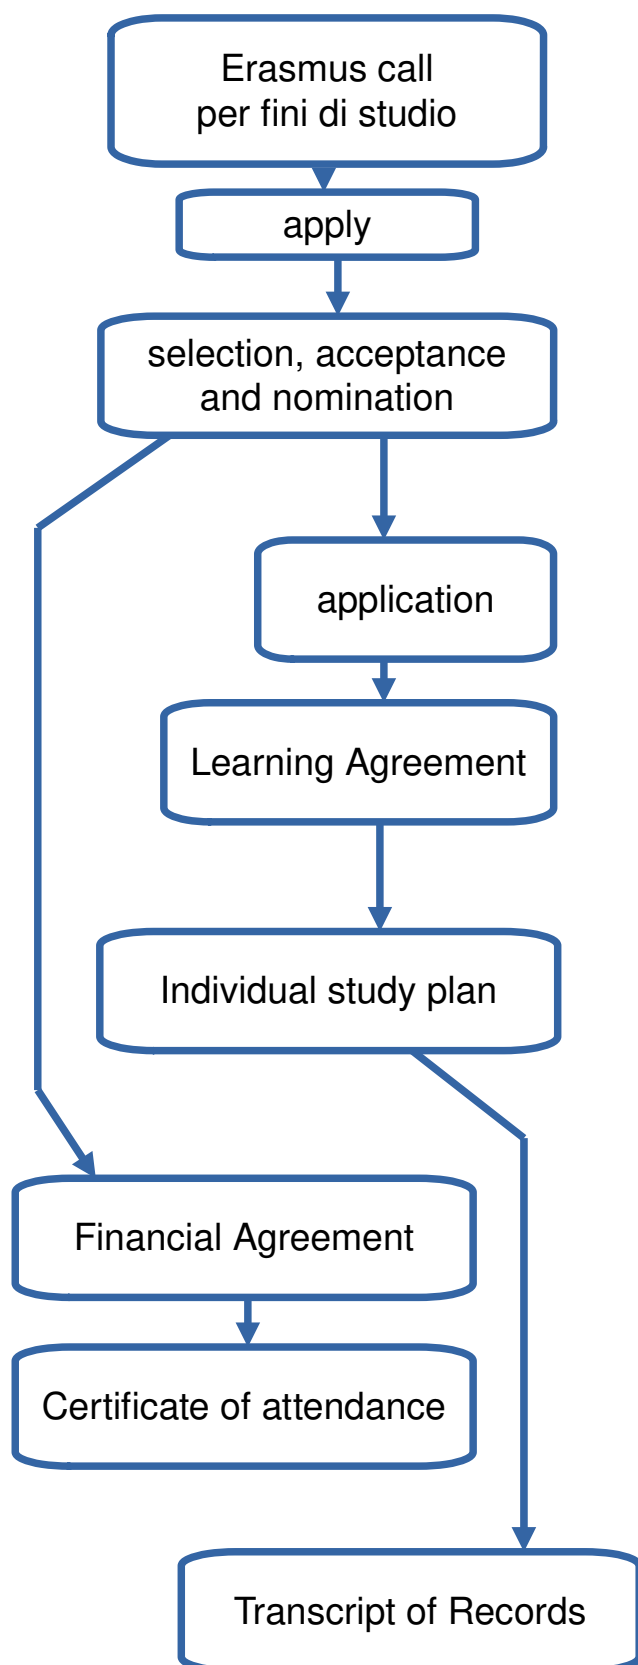 Erasmus call
per fini di studio
apply
selection, acceptance
and nomination
application
Learning Agreement
Individual study plan
Financial Agreement
Certificate of attendance
Transcript of Records